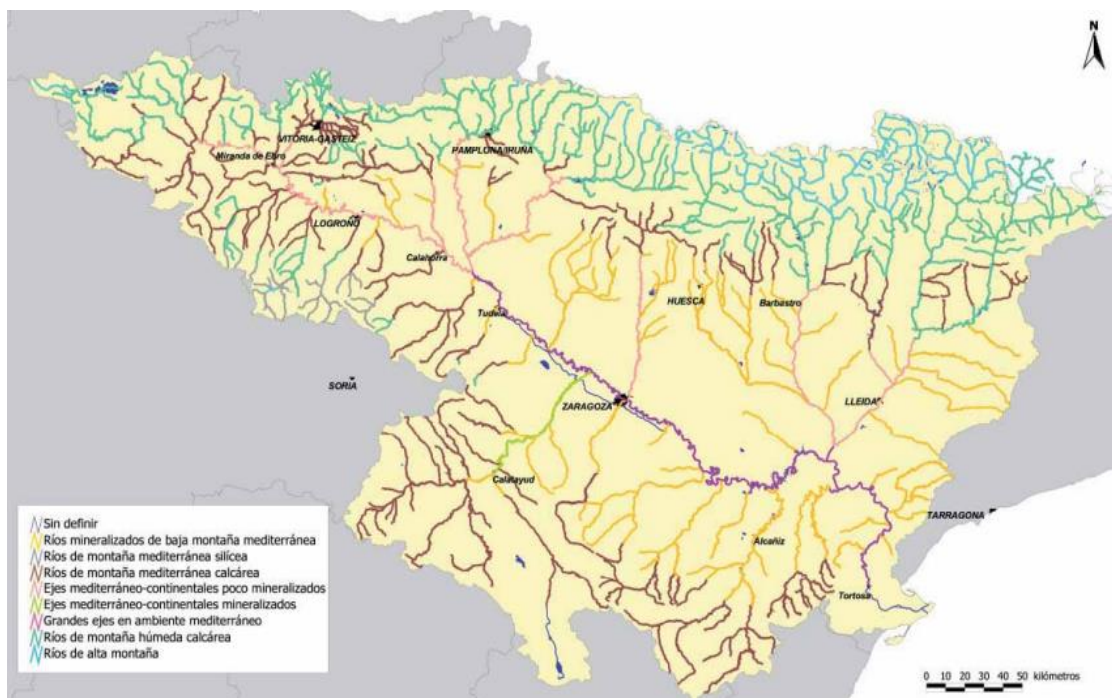 N
VITORIA-GASTEIZ
PAMPLONA/IRUÑA
Miranda de Ebro
LOGROÑO
Calahorra
HUESCA
Barbastro
Tudela
SORIA
ZARAGOZA
LLEIDA
Calatayud
TARRAGONA
Alcañiz
Tortosa
Sin definir
Ríos mineralizados de baja montaña mediterránea
Ríos de montaña mediterránea silícea
Ríos de montaña mediterránea calcárea
Ejes mediterráneo-continentales poco mineralizados
Ejes mediterráneo-continentales mineralizados
Grandes ejes en ambiente mediterráneo
Ríos de montaña húmeda calcárea
Ríos de alta montaña
0 10 20 30 40 50 kilómetros